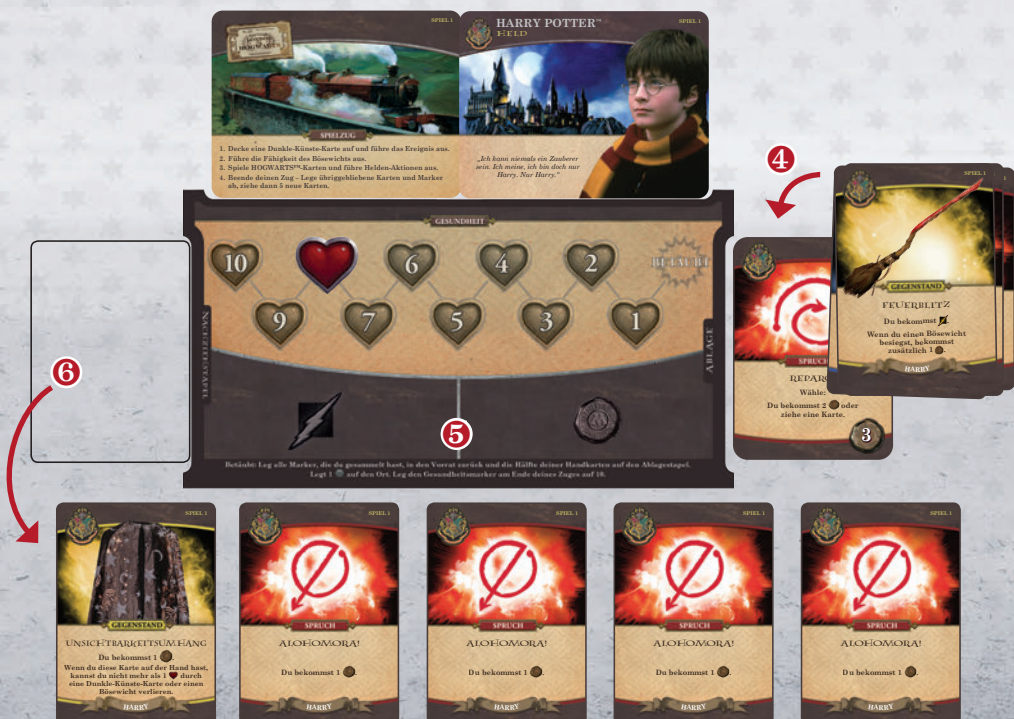 SPIEL 1
HOGWARTS
SPIELZUG
1. Decke eine Dunkle-Künste-Karte auf und führe das Ereignis aus.
2. Führe die Fähigkeit des Bösewichts aus.
3. Spiele HOGWARTS™-Karten und führe Helden-Aktionen aus.
4. Beende deinen Zug – Lege übriggebliebene Karten und Marker
ab, ziehe dann 5 neue Karten.
HARRY POTTER™
SPIEL 1
HELD
„Ich kann niemals ein Zauberer
sein. Ich meine, ich bin doch nur
Harry. Nur Harry."
4
SPIEL 1
GEGENSTAND
FEUERBLITZ
Du bekommst
Wenn du einen Bösewicht
besiegst, bekommst
zusätzlich 1
HARRY
SPRUCH
Wähle:
Du bekommst 2 oder
ziehe eine Karte.
3
GESUNDHEIT
10
6
4
2
BETÄUBT
9
7
5
3
1
NACHZIEHSTAPEL
ABLAGE
6
5
Betäubt: Leg alle Marker, die du gesammelt hast, in den Vorrat zurück und die Hälfte deiner Handkarten auf den Ablagestapel.
Legt 1 auf den Ort. Leg den Gesundheitsmarker am Ende deines Zuges auf 10.
SPIEL 1
GEGENSTAND
UNSICHTBARKEITSUMHANG
Du bekommst 1
Wenn du diese Karte auf der Hand hast,
kannst du nicht mehr als 1 durch
eine Dunkle-Künste-Karte oder einen
Bösewicht verlieren.
HARRY
SPIEL 1
SPRUCH
ALOHOMORA!
Du bekommst 1
HARRY
SPIEL 1
SPRUCH
ALOHOMORA!
Du bekommst 1
HARRY
SPIEL 1
SPRUCH
ALOHOMORA!
Du bekommst 1
HARRY
SPIEL 1
SPRUCH
ALOHOMORA!
Du bekommst 1
HARRY